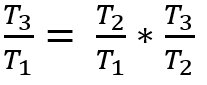 T₃/T₁ = T₂/T₁ * T₃/T₂